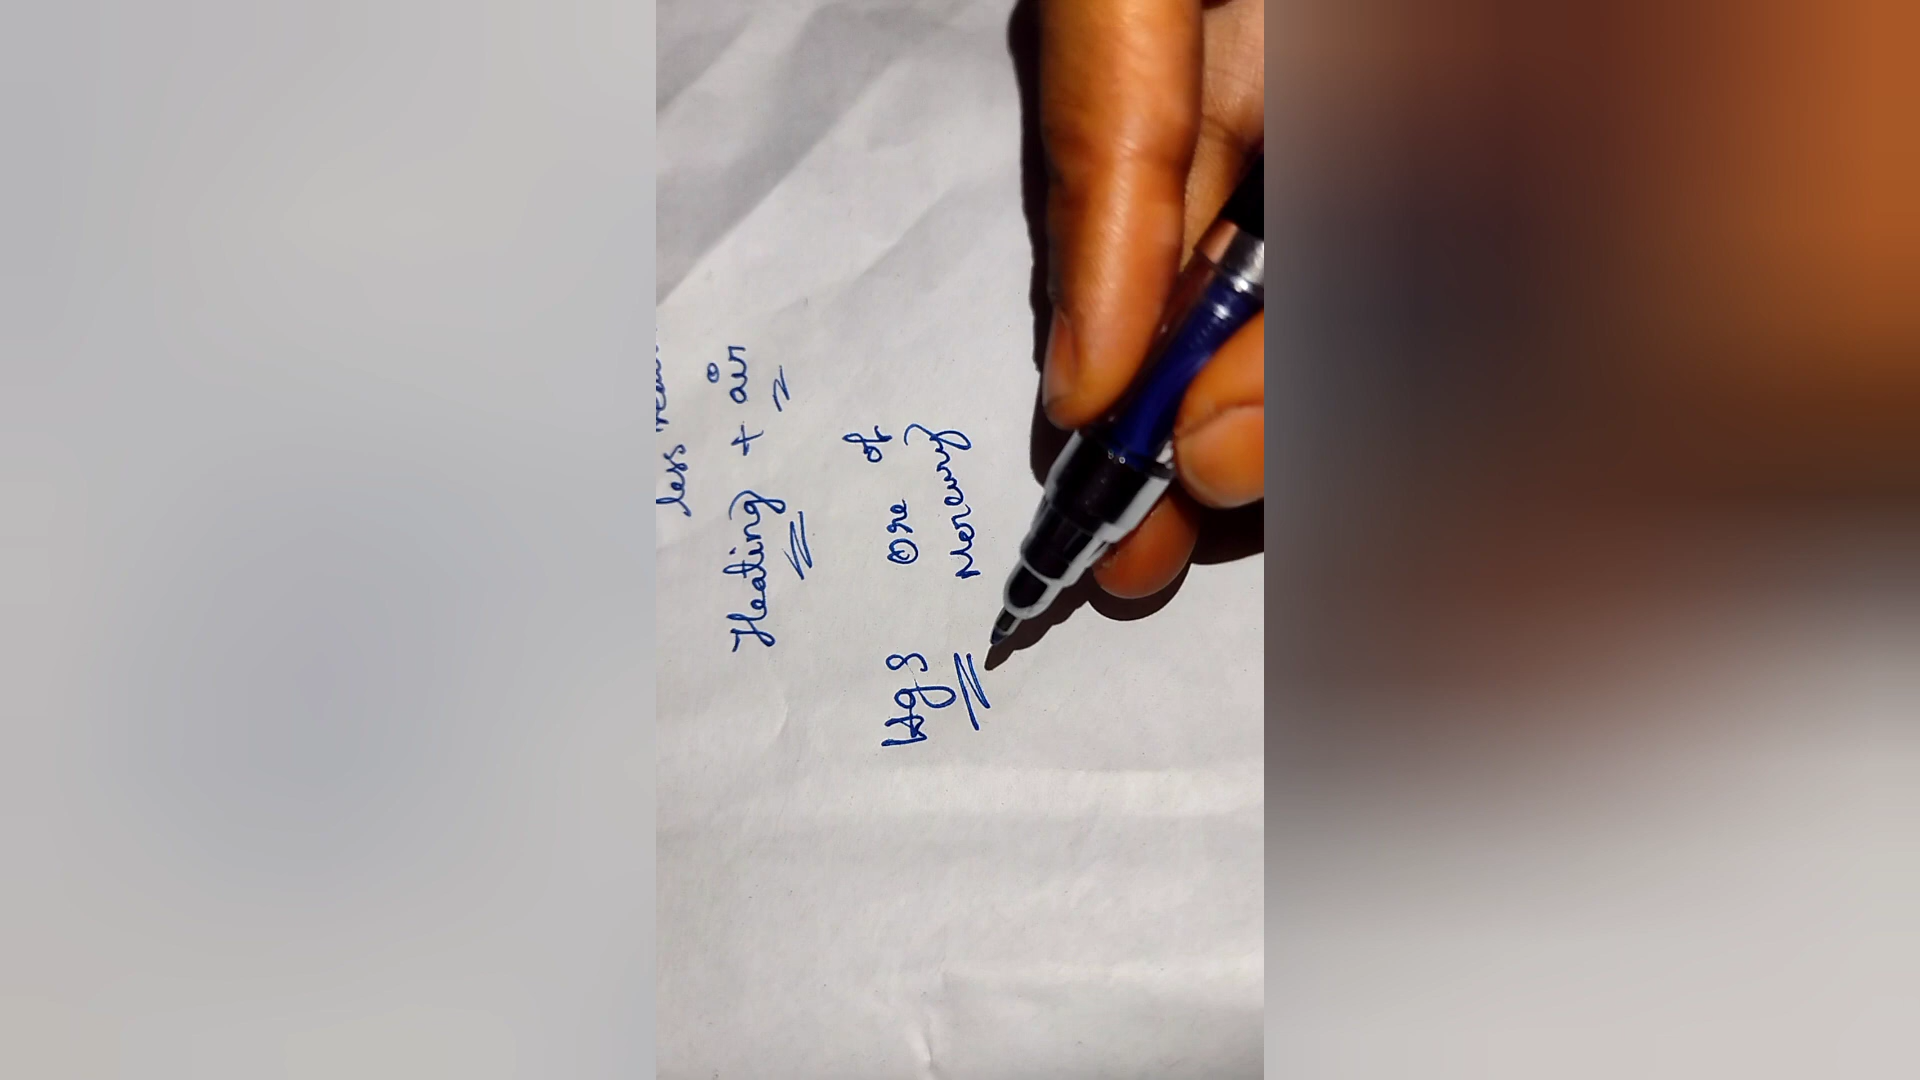 less
Heating + air
HgS Ore of
Mercury